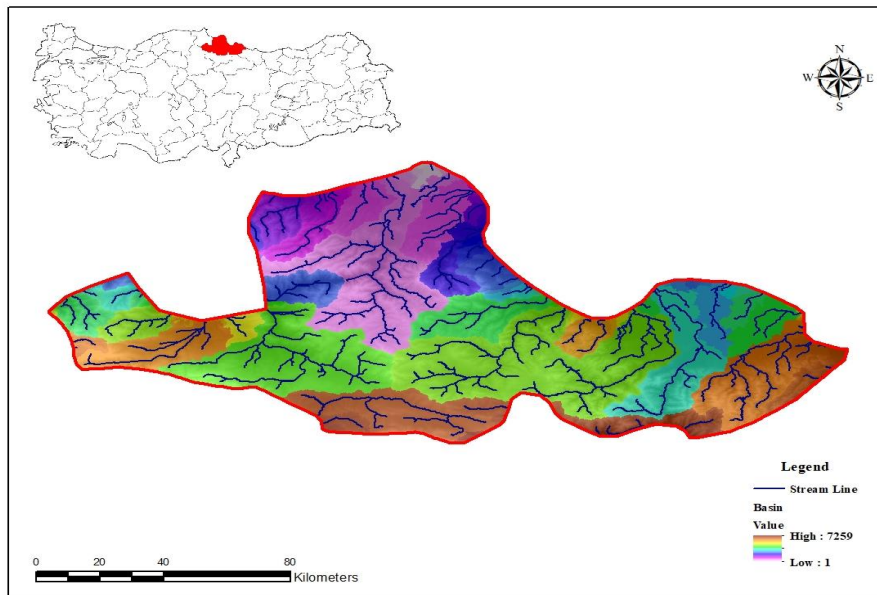 N
W E
S
Legend
Stream Line
Basin
Value
High : 7259
Low : 1
0 20 40 80
Kilometers